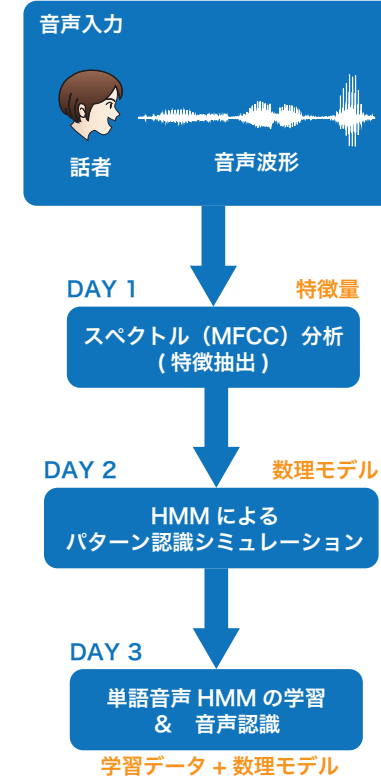 音声入力
話者 音声波形
DAY 1 特徴量
スペクトル（MFCC）分析
( 特徴抽出 )
DAY 2 数理モデル
HMM による
パターン認識シミュレーション
DAY 3
単語音声 HMM の学習
＆　音声認識
学習データ + 数理モデル